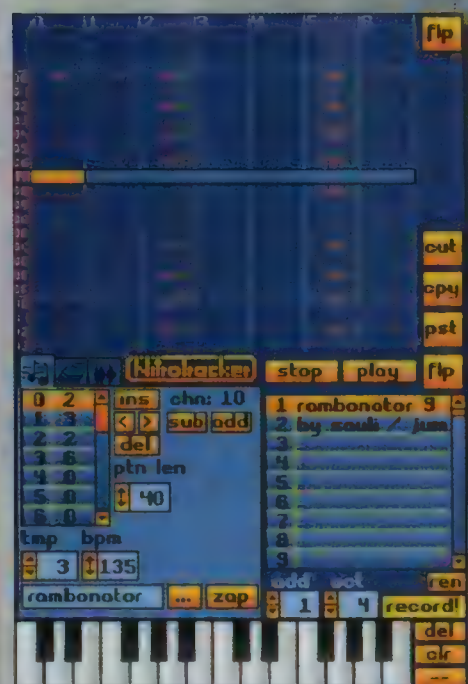 flp
cut
cpy
pst
Nitrotracker
stop play flp
0 2
1 3
2 2
3 6
4 0
5 0
6 0
ins chn: 10
< > sub add
del
ptn len
40
tmp bpm
3 135
rambonator ... zap
1 rambonator 9
2 by sauli / jum
3
4
5
6
7
8
9
add oct ren
1 4 record!
del
clr